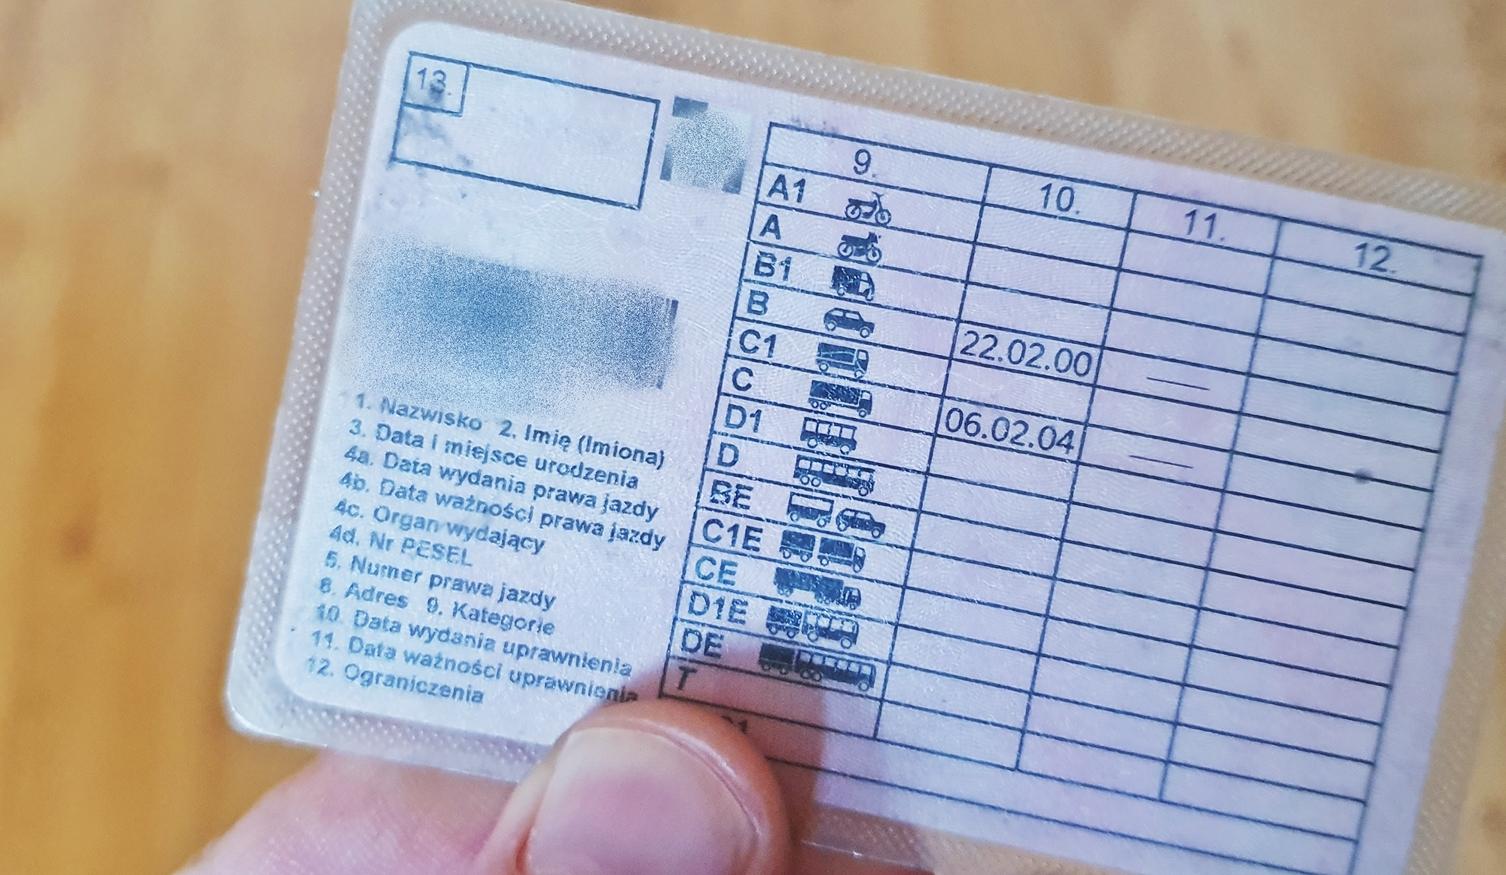 13.
9. 10. 11. 12.
A1
A
B1
B 22.02.00 —
C1
C 06.02.04 —
D1
D
BE
C1E
CE
D1E
DE
T
1. Nazwisko 2. Imię (Imiona)
3. Data i miejsce urodzenia
4a. Data wydania prawa jazdy
4b. Data ważności prawa jazdy
4c. Organ wydający
4d. Nr PESEL
5. Numer prawa jazdy
8. Adres 9. Kategorie
10. Data wydania uprawnienia
11. Data ważności uprawnienia
12. Ograniczenia